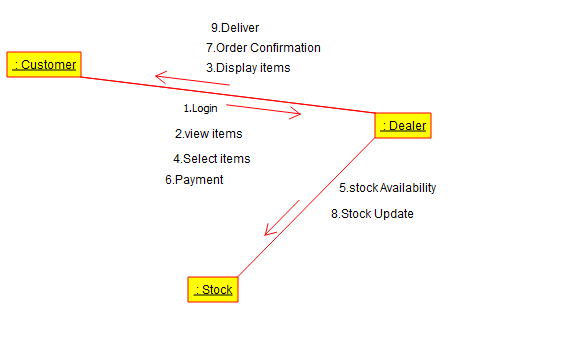 9.Deliver
7.Order Confirmation
: Customer
3.Display items
1.Login
: Dealer
2.view items
4.Select items
6.Payment
5.stock Availability
8.Stock Update
: Stock